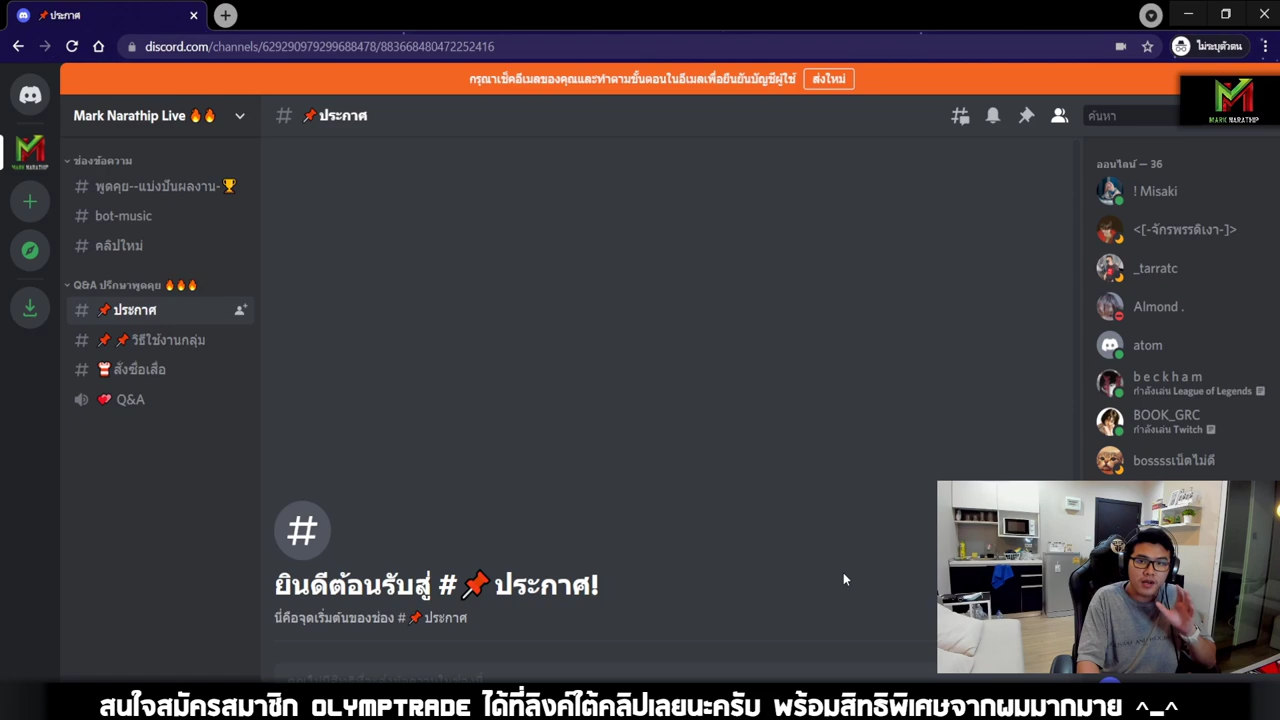 📌ประกาศ
discord.com/channels/629290979299688478/883668480472252416
ไม่ระบุตัวตน
กรุณาเช็คอีเมลของคุณและทำตามขั้นตอนในอีเมลเพื่อยืนยันบัญชีผู้ใช้
ส่งใหม่
Mark Narathip Live 🔥🔥
# 📌ประกาศ
ค้นหา
MARK NARATHIP
MARK NARATHIP
ช่องข้อความ
# พูดคุย--แบ่งปันผลงาน-🏆
# bot-music
# คลิปใหม่
Q&A ปรึกษาพูดคุย 🔥🔥🔥
# 📌ประกาศ
# 📌📌วิธีใช้งานกลุ่ม
# สั่งซื้อเสื้อ
Q&A
ยินดีต้อนรับสู่ #📌ประกาศ!
นี่คือจุดเริ่มต้นของช่อง #📌ประกาศ
ออนไลน์ — 36
! Misaki
<[-จักรพรรดิเงา-]>
_tarratc
Almond .
atom
b e c k h a m
กำลังเล่น League of Legends
BOOK_GRC
กำลังเล่น Twitch
bossssเน็ตไม่ดี
สนใจสมัครสมาชิก OLYMPTRADE ได้ที่ลิงค์ใต้คลิปเลยนะครับ พร้อมสิทธิพิเศษจากผมมากมาย ^_^